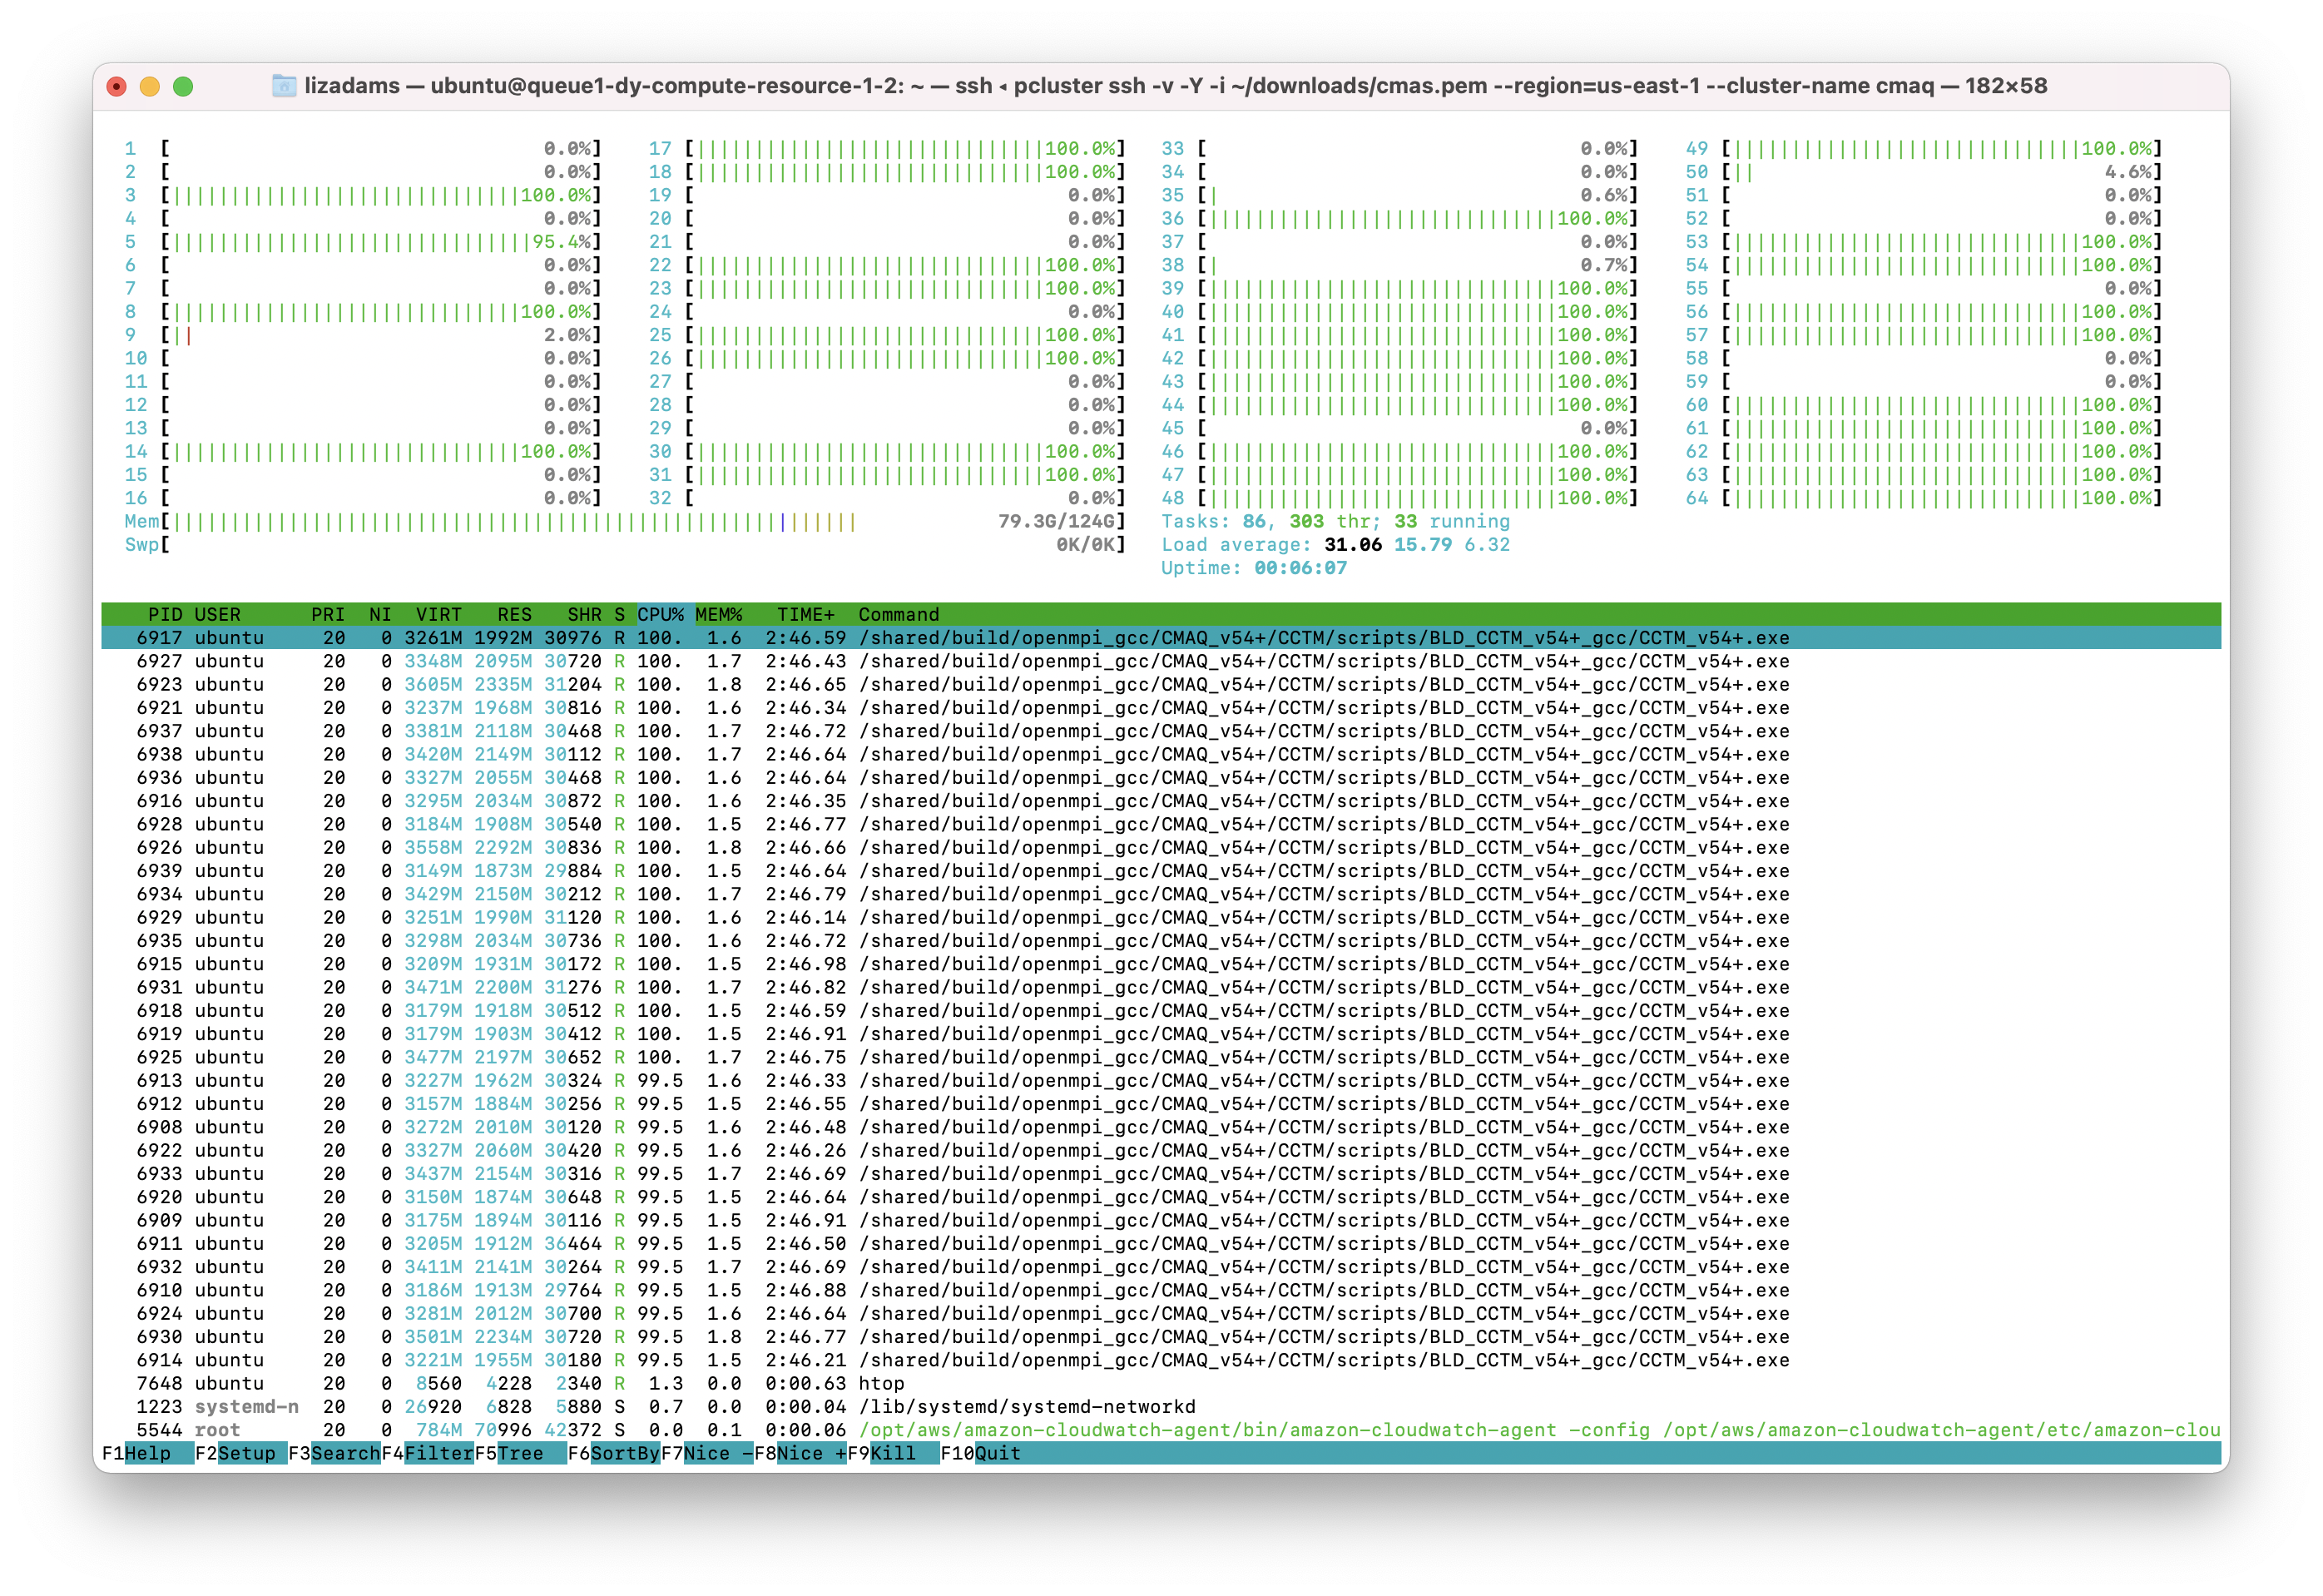 lizadams — ubuntu@queue1-dy-compute-resource-1-2: ~ — ssh ◂ pcluster ssh -v -Y -i ~/downloads/cmas.pem --region=us-east-1 --cluster-name cmaq — 182×58
1 [ 0.0%] 17 [||||||||||||||||||||||||||||||100.0%] 33 [ 0.0%] 49 [||||||||||||||||||||||||||||||100.0%]
2 [ 0.0%] 18 [||||||||||||||||||||||||||||||100.0%] 34 [ 0.0%] 50 [|| 4.6%]
3 [||||||||||||||||||||||||||||||100.0%] 19 [ 0.0%] 35 [| 0.6%] 51 [ 0.0%]
4 [ 0.0%] 20 [ 0.0%] 36 [||||||||||||||||||||||||||||||100.0%] 52 [ 0.0%]
5 [|||||||||||||||||||||||||||||||95.4%] 21 [ 0.0%] 37 [ 0.0%] 53 [||||||||||||||||||||||||||||||100.0%]
6 [ 0.0%] 22 [||||||||||||||||||||||||||||||100.0%] 38 [| 0.7%] 54 [||||||||||||||||||||||||||||||100.0%]
7 [ 0.0%] 23 [||||||||||||||||||||||||||||||100.0%] 39 [||||||||||||||||||||||||||||||100.0%] 55 [ 0.0%]
8 [||||||||||||||||||||||||||||||100.0%] 24 [ 0.0%] 40 [||||||||||||||||||||||||||||||100.0%] 56 [||||||||||||||||||||||||||||||100.0%]
9 [|| 2.0%] 25 [||||||||||||||||||||||||||||||100.0%] 41 [||||||||||||||||||||||||||||||100.0%] 57 [||||||||||||||||||||||||||||||100.0%]
10 [ 0.0%] 26 [||||||||||||||||||||||||||||||100.0%] 42 [||||||||||||||||||||||||||||||100.0%] 58 [ 0.0%]
11 [ 0.0%] 27 [ 0.0%] 43 [||||||||||||||||||||||||||||||100.0%] 59 [ 0.0%]
12 [ 0.0%] 28 [ 0.0%] 44 [||||||||||||||||||||||||||||||100.0%] 60 [||||||||||||||||||||||||||||||100.0%]
13 [ 0.0%] 29 [ 0.0%] 45 [ 0.0%] 61 [||||||||||||||||||||||||||||||100.0%]
14 [||||||||||||||||||||||||||||||100.0%] 30 [||||||||||||||||||||||||||||||100.0%] 46 [||||||||||||||||||||||||||||||100.0%] 62 [||||||||||||||||||||||||||||||100.0%]
15 [ 0.0%] 31 [||||||||||||||||||||||||||||||100.0%] 47 [||||||||||||||||||||||||||||||100.0%] 63 [||||||||||||||||||||||||||||||100.0%]
16 [ 0.0%] 32 [ 0.0%] 48 [||||||||||||||||||||||||||||||100.0%] 64 [||||||||||||||||||||||||||||||100.0%]
Mem[||||||||||||||||||||||||||||||||||||||||||||||||||||||||||| 79.3G/124G] Tasks: 86, 303 thr; 33 running
Swp[ 0K/0K] Load average: 31.06 15.79 6.32
Uptime: 00:06:07
PID USER PRI NI VIRT RES SHR S CPU% MEM% TIME+ Command
6917 ubuntu 20 0 3261M 1992M 30976 R 100. 1.6 2:46.59 /shared/build/openmpi_gcc/CMAQ_v54+/CCTM/scripts/BLD_CCTM_v54+_gcc/CCTM_v54+.exe
6927 ubuntu 20 0 3348M 2095M 30720 R 100. 1.7 2:46.43 /shared/build/openmpi_gcc/CMAQ_v54+/CCTM/scripts/BLD_CCTM_v54+_gcc/CCTM_v54+.exe
6923 ubuntu 20 0 3605M 2335M 31204 R 100. 1.8 2:46.65 /shared/build/openmpi_gcc/CMAQ_v54+/CCTM/scripts/BLD_CCTM_v54+_gcc/CCTM_v54+.exe
6921 ubuntu 20 0 3237M 1968M 30816 R 100. 1.6 2:46.34 /shared/build/openmpi_gcc/CMAQ_v54+/CCTM/scripts/BLD_CCTM_v54+_gcc/CCTM_v54+.exe
6937 ubuntu 20 0 3381M 2118M 30468 R 100. 1.7 2:46.72 /shared/build/openmpi_gcc/CMAQ_v54+/CCTM/scripts/BLD_CCTM_v54+_gcc/CCTM_v54+.exe
6938 ubuntu 20 0 3420M 2149M 30112 R 100. 1.7 2:46.64 /shared/build/openmpi_gcc/CMAQ_v54+/CCTM/scripts/BLD_CCTM_v54+_gcc/CCTM_v54+.exe
6936 ubuntu 20 0 3327M 2055M 30468 R 100. 1.6 2:46.64 /shared/build/openmpi_gcc/CMAQ_v54+/CCTM/scripts/BLD_CCTM_v54+_gcc/CCTM_v54+.exe
6916 ubuntu 20 0 3295M 2034M 30872 R 100. 1.6 2:46.35 /shared/build/openmpi_gcc/CMAQ_v54+/CCTM/scripts/BLD_CCTM_v54+_gcc/CCTM_v54+.exe
6928 ubuntu 20 0 3184M 1908M 30540 R 100. 1.5 2:46.77 /shared/build/openmpi_gcc/CMAQ_v54+/CCTM/scripts/BLD_CCTM_v54+_gcc/CCTM_v54+.exe
6926 ubuntu 20 0 3558M 2292M 30836 R 100. 1.8 2:46.66 /shared/build/openmpi_gcc/CMAQ_v54+/CCTM/scripts/BLD_CCTM_v54+_gcc/CCTM_v54+.exe
6939 ubuntu 20 0 3149M 1873M 29884 R 100. 1.5 2:46.64 /shared/build/openmpi_gcc/CMAQ_v54+/CCTM/scripts/BLD_CCTM_v54+_gcc/CCTM_v54+.exe
6934 ubuntu 20 0 3429M 2150M 30212 R 100. 1.7 2:46.79 /shared/build/openmpi_gcc/CMAQ_v54+/CCTM/scripts/BLD_CCTM_v54+_gcc/CCTM_v54+.exe
6929 ubuntu 20 0 3251M 1990M 31120 R 100. 1.6 2:46.14 /shared/build/openmpi_gcc/CMAQ_v54+/CCTM/scripts/BLD_CCTM_v54+_gcc/CCTM_v54+.exe
6935 ubuntu 20 0 3298M 2034M 30736 R 100. 1.6 2:46.72 /shared/build/openmpi_gcc/CMAQ_v54+/CCTM/scripts/BLD_CCTM_v54+_gcc/CCTM_v54+.exe
6915 ubuntu 20 0 3209M 1931M 30172 R 100. 1.5 2:46.98 /shared/build/openmpi_gcc/CMAQ_v54+/CCTM/scripts/BLD_CCTM_v54+_gcc/CCTM_v54+.exe
6931 ubuntu 20 0 3471M 2200M 31276 R 100. 1.7 2:46.82 /shared/build/openmpi_gcc/CMAQ_v54+/CCTM/scripts/BLD_CCTM_v54+_gcc/CCTM_v54+.exe
6918 ubuntu 20 0 3179M 1918M 30512 R 100. 1.5 2:46.59 /shared/build/openmpi_gcc/CMAQ_v54+/CCTM/scripts/BLD_CCTM_v54+_gcc/CCTM_v54+.exe
6919 ubuntu 20 0 3179M 1903M 30412 R 100. 1.5 2:46.91 /shared/build/openmpi_gcc/CMAQ_v54+/CCTM/scripts/BLD_CCTM_v54+_gcc/CCTM_v54+.exe
6925 ubuntu 20 0 3477M 2197M 30652 R 100. 1.7 2:46.75 /shared/build/openmpi_gcc/CMAQ_v54+/CCTM/scripts/BLD_CCTM_v54+_gcc/CCTM_v54+.exe
6913 ubuntu 20 0 3227M 1962M 30324 R 99.5 1.6 2:46.33 /shared/build/openmpi_gcc/CMAQ_v54+/CCTM/scripts/BLD_CCTM_v54+_gcc/CCTM_v54+.exe
6912 ubuntu 20 0 3157M 1884M 30256 R 99.5 1.5 2:46.55 /shared/build/openmpi_gcc/CMAQ_v54+/CCTM/scripts/BLD_CCTM_v54+_gcc/CCTM_v54+.exe
6908 ubuntu 20 0 3272M 2010M 30120 R 99.5 1.6 2:46.48 /shared/build/openmpi_gcc/CMAQ_v54+/CCTM/scripts/BLD_CCTM_v54+_gcc/CCTM_v54+.exe
6922 ubuntu 20 0 3327M 2060M 30420 R 99.5 1.6 2:46.26 /shared/build/openmpi_gcc/CMAQ_v54+/CCTM/scripts/BLD_CCTM_v54+_gcc/CCTM_v54+.exe
6933 ubuntu 20 0 3437M 2154M 30316 R 99.5 1.7 2:46.69 /shared/build/openmpi_gcc/CMAQ_v54+/CCTM/scripts/BLD_CCTM_v54+_gcc/CCTM_v54+.exe
6920 ubuntu 20 0 3150M 1874M 30648 R 99.5 1.5 2:46.64 /shared/build/openmpi_gcc/CMAQ_v54+/CCTM/scripts/BLD_CCTM_v54+_gcc/CCTM_v54+.exe
6909 ubuntu 20 0 3175M 1894M 30116 R 99.5 1.5 2:46.91 /shared/build/openmpi_gcc/CMAQ_v54+/CCTM/scripts/BLD_CCTM_v54+_gcc/CCTM_v54+.exe
6911 ubuntu 20 0 3205M 1912M 36464 R 99.5 1.5 2:46.50 /shared/build/openmpi_gcc/CMAQ_v54+/CCTM/scripts/BLD_CCTM_v54+_gcc/CCTM_v54+.exe
6932 ubuntu 20 0 3411M 2141M 30264 R 99.5 1.7 2:46.69 /shared/build/openmpi_gcc/CMAQ_v54+/CCTM/scripts/BLD_CCTM_v54+_gcc/CCTM_v54+.exe
6910 ubuntu 20 0 3186M 1913M 29764 R 99.5 1.5 2:46.88 /shared/build/openmpi_gcc/CMAQ_v54+/CCTM/scripts/BLD_CCTM_v54+_gcc/CCTM_v54+.exe
6924 ubuntu 20 0 3281M 2012M 30700 R 99.5 1.6 2:46.64 /shared/build/openmpi_gcc/CMAQ_v54+/CCTM/scripts/BLD_CCTM_v54+_gcc/CCTM_v54+.exe
6930 ubuntu 20 0 3501M 2234M 30720 R 99.5 1.8 2:46.77 /shared/build/openmpi_gcc/CMAQ_v54+/CCTM/scripts/BLD_CCTM_v54+_gcc/CCTM_v54+.exe
6914 ubuntu 20 0 3221M 1955M 30180 R 99.5 1.5 2:46.21 /shared/build/openmpi_gcc/CMAQ_v54+/CCTM/scripts/BLD_CCTM_v54+_gcc/CCTM_v54+.exe
7648 ubuntu 20 0 8560 4228 2340 R 1.3 0.0 0:00.63 htop
1223 systemd-n 20 0 26920 6828 5880 S 0.7 0.0 0:00.04 /lib/systemd/systemd-networkd
5544 root 20 0 784M 70996 42372 S 0.0 0.1 0:00.06 /opt/aws/amazon-cloudwatch-agent/bin/amazon-cloudwatch-agent -config /opt/aws/amazon-cloudwatch-agent/etc/amazon-clou
F1Help F2Setup F3SearchF4FilterF5Tree F6SortByF7Nice -F8Nice +F9Kill F10Quit